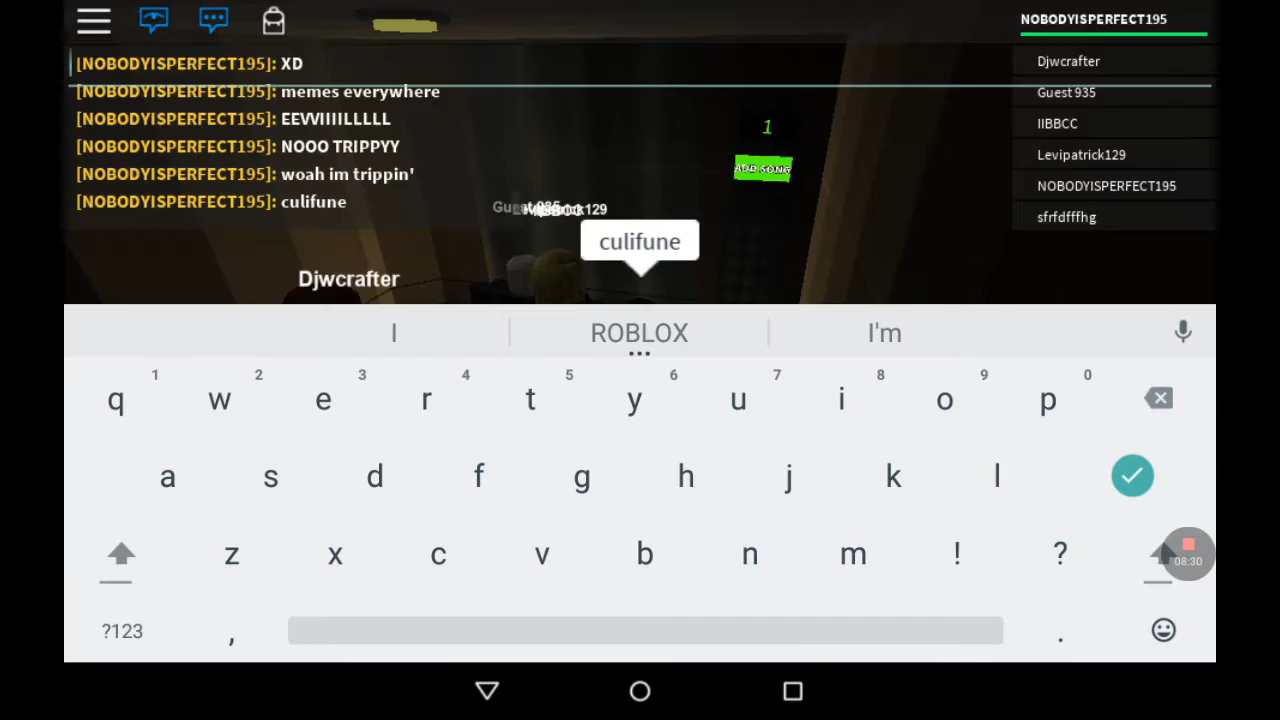 NOBODYISPERFECT195
[NOBODYISPERFECT195]: XD
[NOBODYISPERFECT195]: memes everywhere
[NOBODYISPERFECT195]: EEVVIIIILLLLL
[NOBODYISPERFECT195]: NOOO TRIPPYY
[NOBODYISPERFECT195]: woah im trippin'
[NOBODYISPERFECT195]: culifune
Djwcrafter
Guest 935
IIBBCC
Levipatrick129
NOBODYISPERFECT195
sfrfdfffhg
1
ADD SONG
culifune
Djwcrafter
I ROBLOX I'm
1 2 3 4 5 6 7 8 9 0
q w e r t y u i o p
a s d f g h j k l
z x c v b n m ! ?
08:30
?123 , .